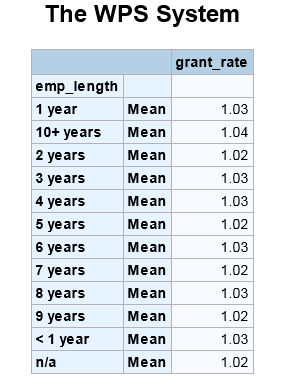 The WPS System
grant_rate
emp_length
1 year Mean 1.03
10+ years Mean 1.04
2 years Mean 1.02
3 years Mean 1.03
4 years Mean 1.03
5 years Mean 1.02
6 years Mean 1.03
7 years Mean 1.02
8 years Mean 1.03
9 years Mean 1.02
< 1 year Mean 1.03
n/a Mean 1.02